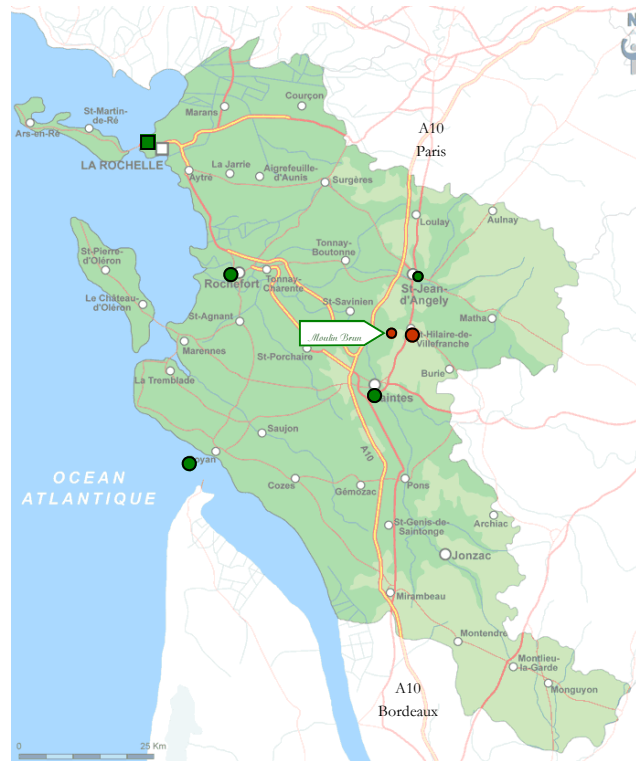 N
Courçon
Marans
St-Martin-
de-Ré
Ars-en-Ré
A10
Paris
LA ROCHELLE
La Jarrie
Aigrefeuille-
d'Aunis
Aytré
Surgères
Loulay
Aulnay
St-Pierre-
d'Oléron
Tonnay-
Boutonne
Rochefort
Tonnay-
Charente
St-Jean-
d'Angely
Le Château-
d'Oléron
St-Savinien
St-Agnant
Matha
Moulin Brun
St-Hilaire-de-
Villefranche
Marennes
St-Porchaire
La Tremblade
Burie
aintes
Saujon
oyan
A10
OCEAN
ATLANTIQUE
Cozes
Gémozac
Pons
St-Genis-de-
Saintonge
Archiac
Jonzac
Mirambeau
Montendre
Montlieu-
la-Garde
Monguyon
A10
Bordeaux
0
25 Km